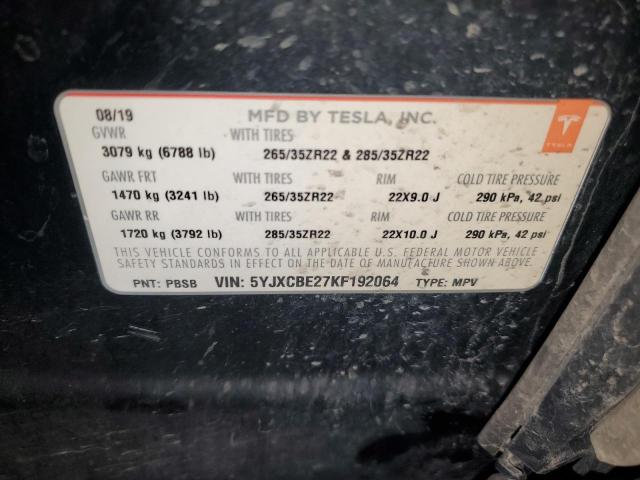 08/19 MFD BY TESLA, INC.
GVWR WITH TIRES
3079 kg (6788 lb) 265/35ZR22 & 285/35ZR22
GAWR FRT WITH TIRES RIM COLD TIRE PRESSURE
1470 kg (3241 lb) 265/35ZR22 22X9.0 J 290 kPa, 42 psi
GAWR RR WITH TIRES RIM COLD TIRE PRESSURE
1720 kg (3792 lb) 285/35ZR22 22X10.0 J 290 kPa, 42 psi
THIS VEHICLE CONFORMS TO ALL APPLICABLE U.S. FEDERAL MOTOR VEHICLE
SAFETY STANDARDS IN EFFECT ON THE DATE OF MANUFACTURE SHOWN ABOVE.
PNT: PBSB VIN: 5YJXCBE27KF192064 TYPE: MPV
TESLA